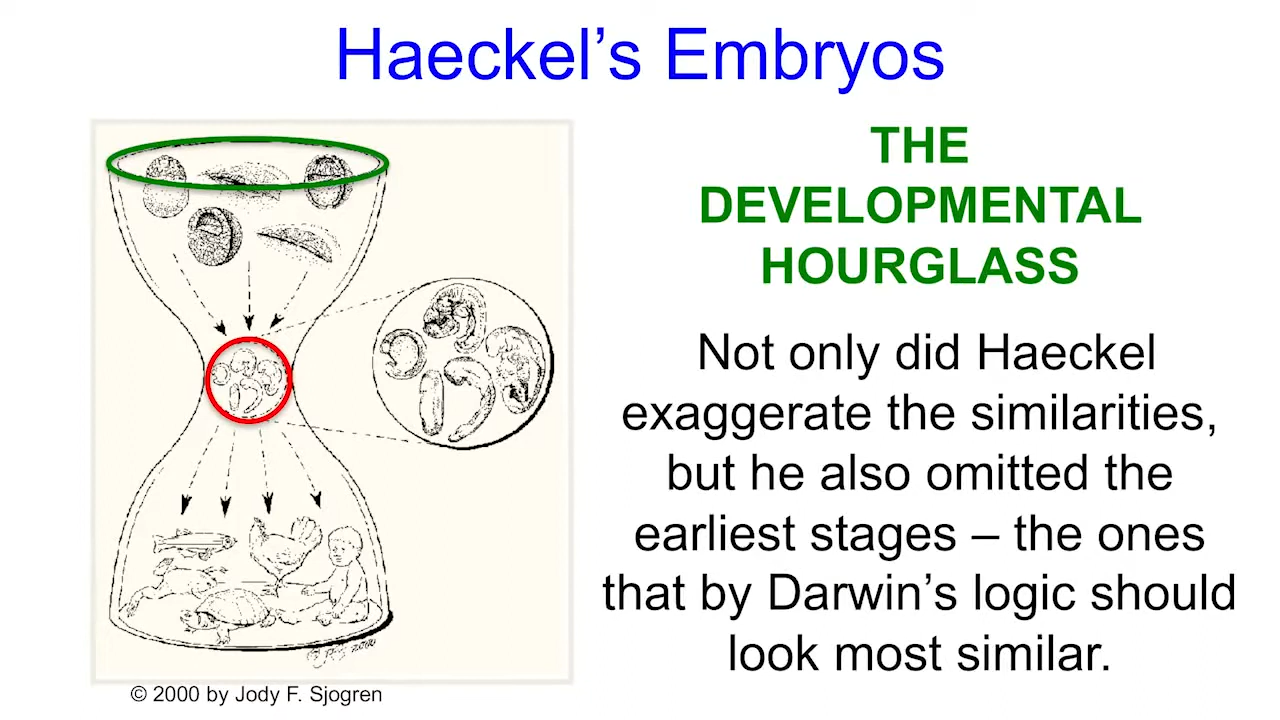 Haeckel’s Embryos
THE
DEVELOPMENTAL
HOURGLASS
Not only did Haeckel
exaggerate the similarities,
but he also omitted the
earliest stages – the ones
that by Darwin’s logic should
look most similar.
© 2000 by Jody F. Sjogren